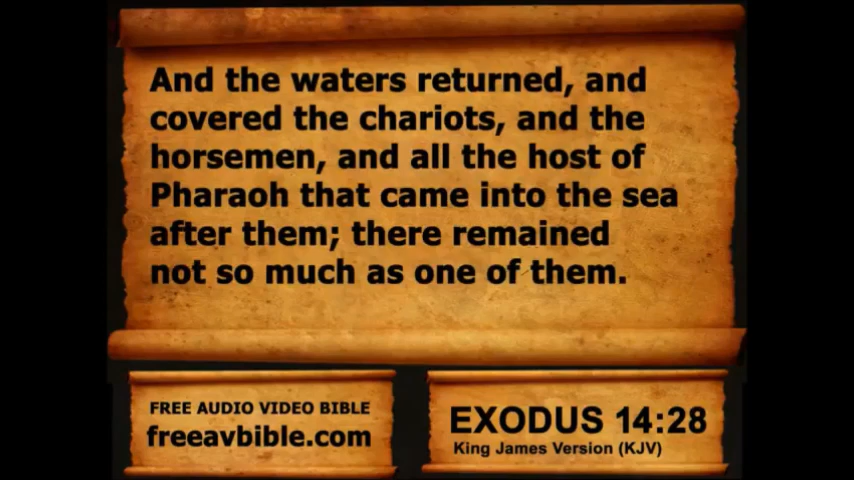 And the waters returned, and
covered the chariots, and the
horsemen, and all the host of
Pharaoh that came into the sea
after them; there remained
not so much as one of them.
FREE AUDIO VIDEO BIBLE
freeavbible.com
EXODUS 14:28
King James Version (KJV)